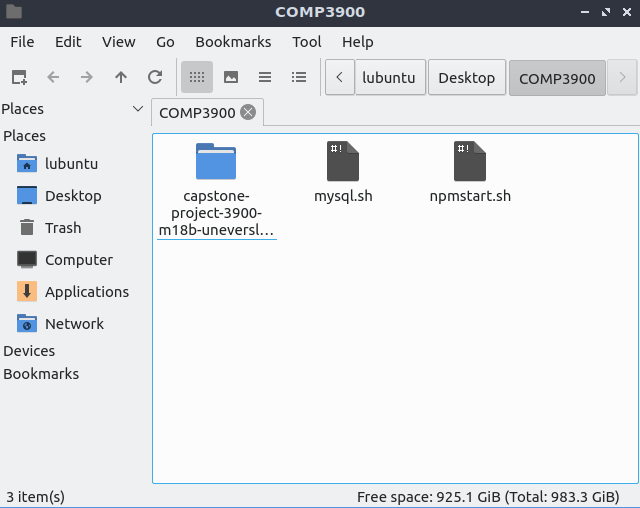 COMP3900
File Edit View Go Bookmarks Tool Help
lubuntu Desktop COMP3900
Places
COMP3900
Places
lubuntu
Desktop
Trash
Computer
Applications
Network
Devices
Bookmarks
#!
#!
capstone-
project-3900-
m18b-uneversl...
mysql.sh
npmstart.sh
3 item(s)
Free space: 925.1 GiB (Total: 983.3 GiB)